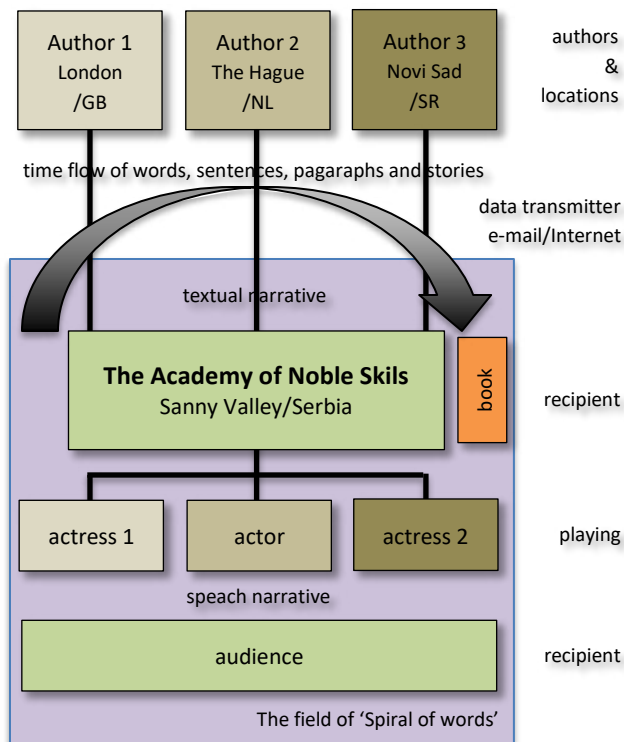 Author 1
London
/GB
Author 2
The Hague
/NL
Author 3
Novi Sad
/SR
authors
&
locations
time flow of words, sentences, pagaraphs and stories
data transmitter
e-mail/Internet
textual narrative
The Academy of Noble Skils
Sanny Valley/Serbia
book
recipient
actress 1
actor
actress 2
playing
speach narrative
audience
recipient
The field of ‘Spiral of words’